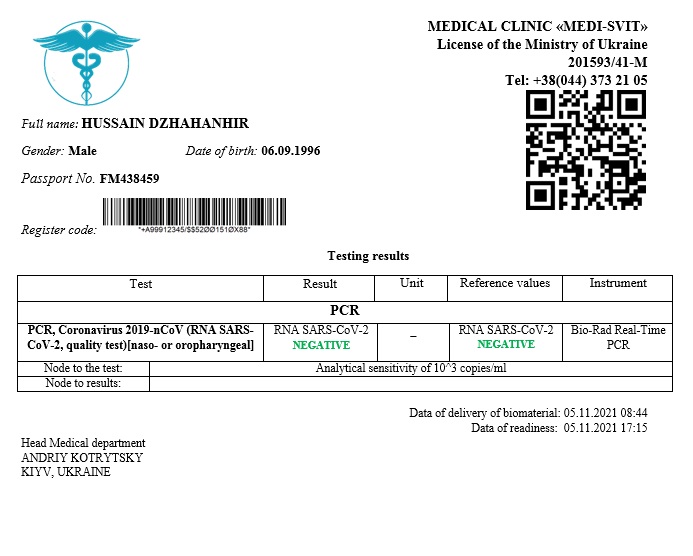 MEDICAL CLINIC «MEDI-SVIT»
License of the Ministry of Ukraine
201593/41-M
Tel: +38(044) 373 21 05
Full name: HUSSAIN DZHAHANHIR
Gender: Male Date of birth: 06.09.1996
Passport No. FM438459
Register code: *+A99912345/$$52ØØ151ØX88*
Testing results
Test Result Unit Reference values Instrument
PCR
PCR, Coronavirus 2019-nCoV (RNA SARS- RNA SARS-CoV-2 – RNA SARS-CoV-2 Bio-Rad Real-Time
CoV-2, quality test)[naso- or oropharyngeal] NEGATIVE NEGATIVE PCR
Node to the test: Analytical sensitivity of 10^3 copies/ml
Node to results:
Data of delivery of biomaterial: 05.11.2021 08:44
Data of readiness: 05.11.2021 17:15
Head Medical department
ANDRIY KOTRYTSKY
KIYV, UKRAINE